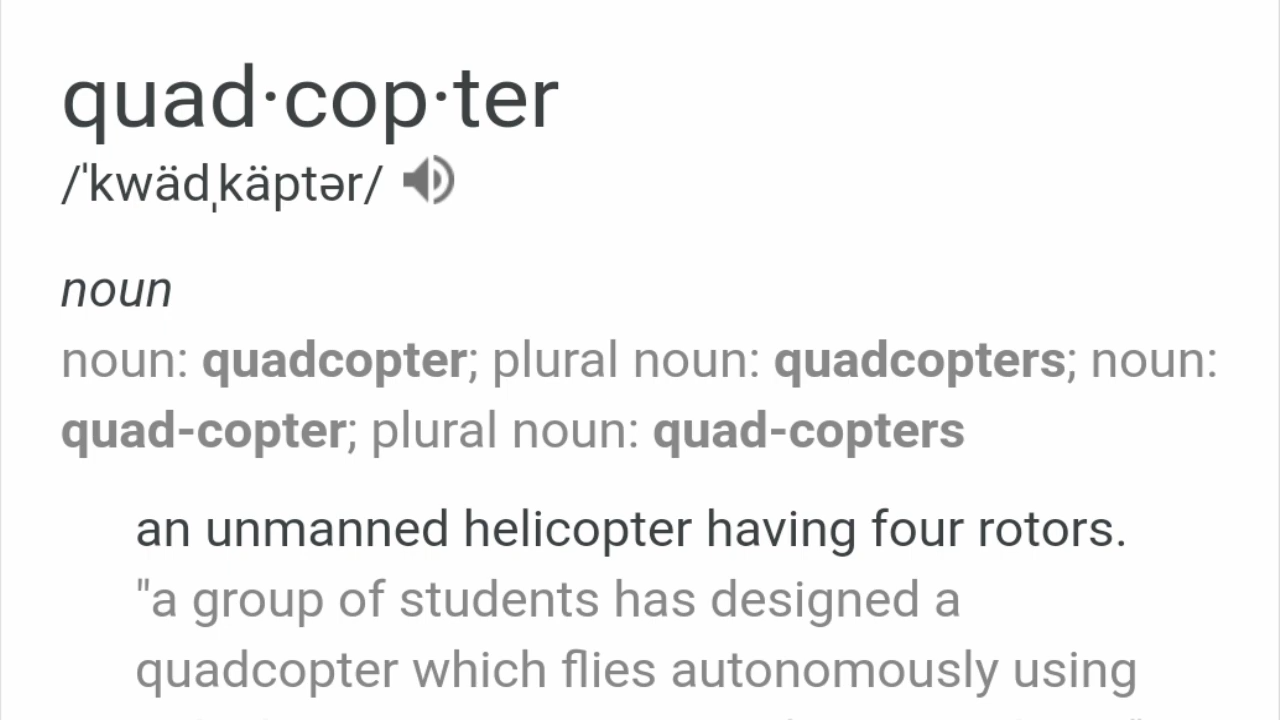 quad·cop·ter
/ˈkwädˌkäptər/
noun
noun: quadcopter; plural noun: quadcopters; noun:
quad-copter; plural noun: quad-copters
an unmanned helicopter having four rotors.
"a group of students has designed a
quadcopter which flies autonomously using